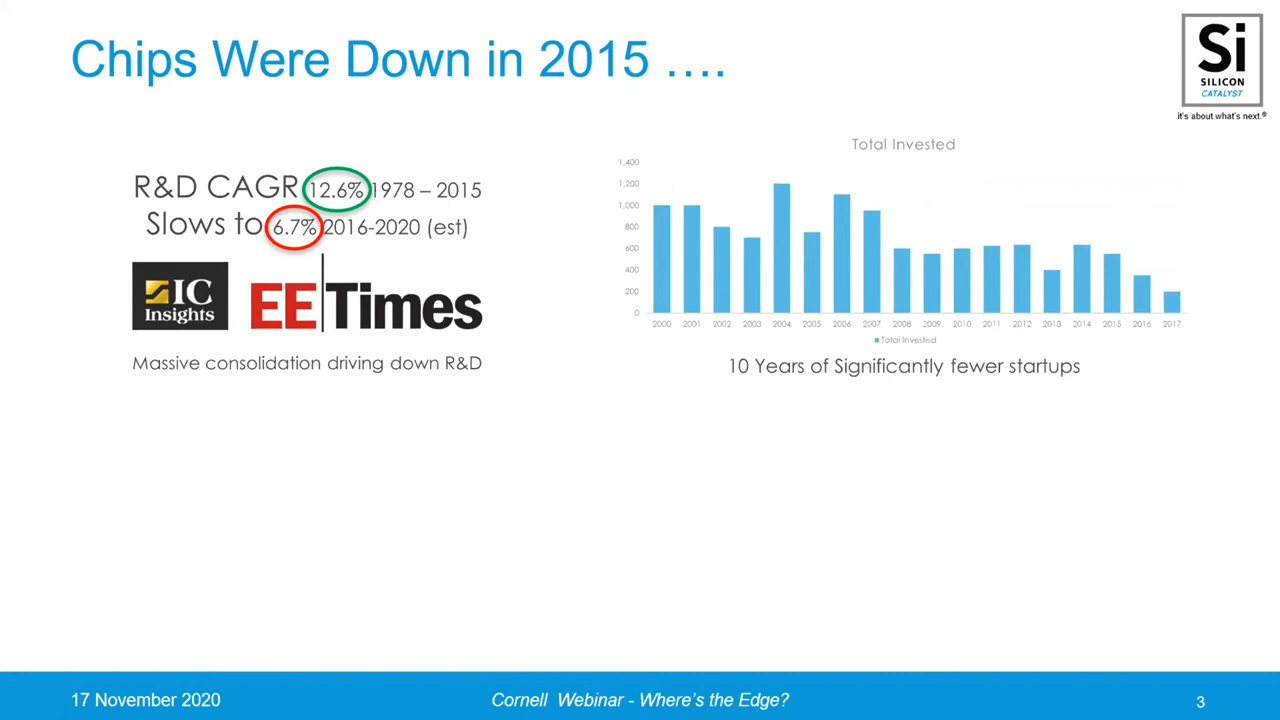 Chips Were Down in 2015 ….
Si
SILICON
CATALYST
it's about what's next.®
R&D CAGR 12.6% 1978 – 2015
Slows to 6.7% 2016-2020 (est)
IC
Insights
EE Times
Massive consolidation driving down R&D
Total Invested
1,400
1,200
1,000
800
600
400
200
0
2000 2001 2002 2003 2004 2005 2006 2007 2008 2009 2010 2011 2012 2013 2014 2015 2016 2017
Total Invested
10 Years of Significantly fewer startups
17 November 2020
Cornell Webinar - Where's the Edge?
3